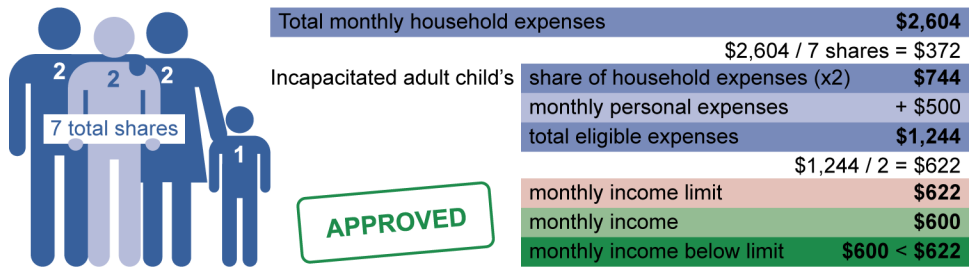 Total monthly household expenses $2,604
$2,604 / 7 shares = $372
Incapacitated adult child's share of household expenses (x2) $744
monthly personal expenses + $500
total eligible expenses $1,244
$1,244 / 2 = $622
monthly income limit $622
monthly income $600
monthly income below limit $600 < $622
2 2 2
7 total shares
1
APPROVED